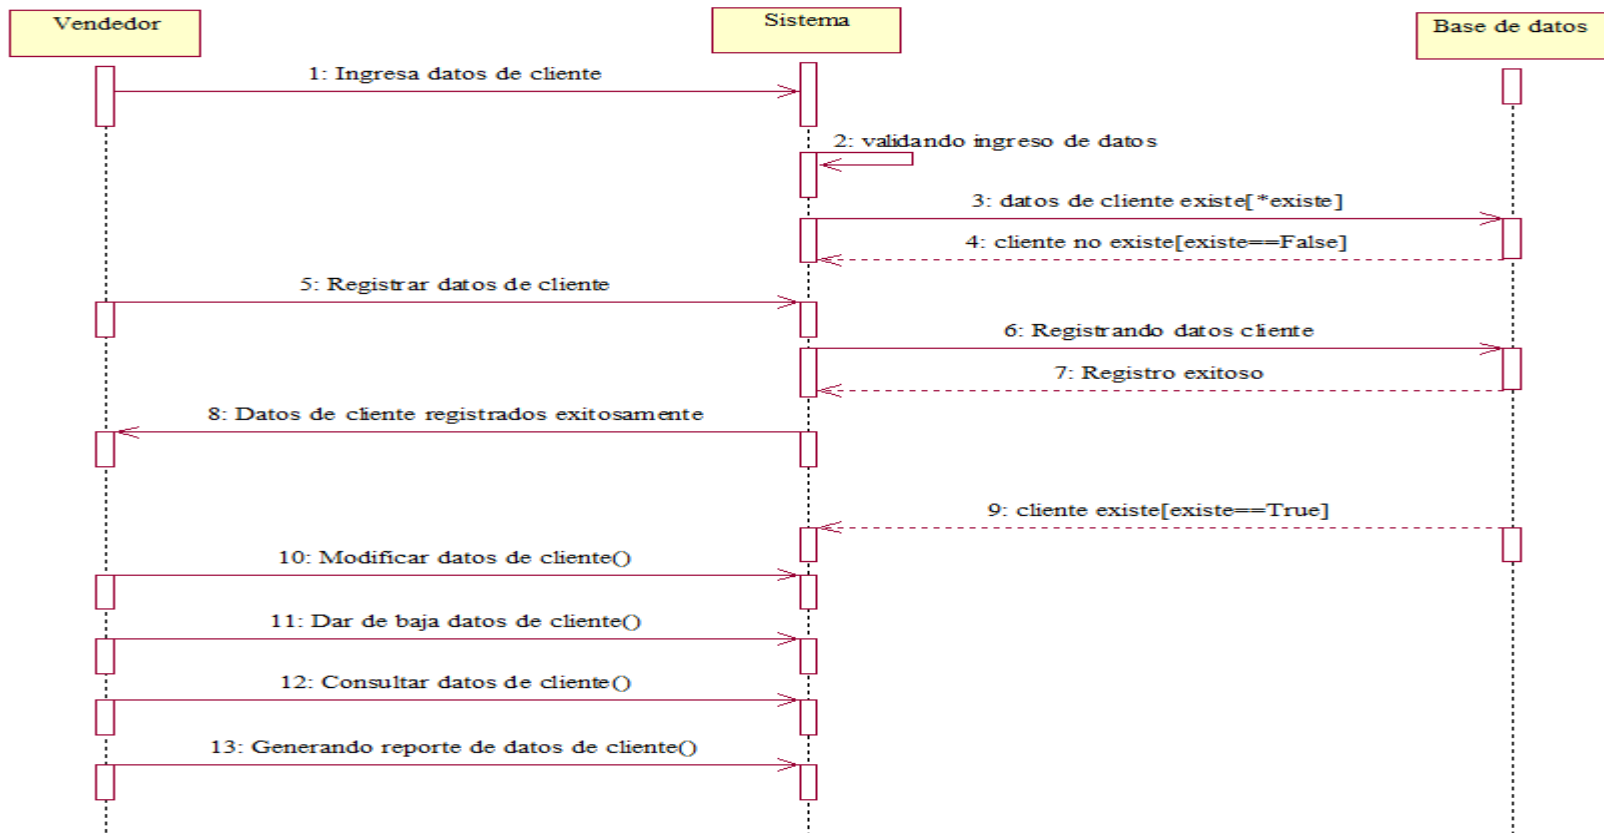 Vendedor
Sistema
Base de datos
1: Ingresa datos de cliente
2: validando ingreso de datos
3: datos de cliente existe[*existe]
4: cliente no existe[existe==False]
5: Registrar datos de cliente
6: Registrando datos cliente
7: Registro exitoso
8: Datos de cliente registrados exitosamente
9: cliente existe[existe==True]
10: Modificar datos de cliente()
11: Dar de baja datos de cliente()
12: Consultar datos de cliente()
13: Generando reporte de datos de cliente()